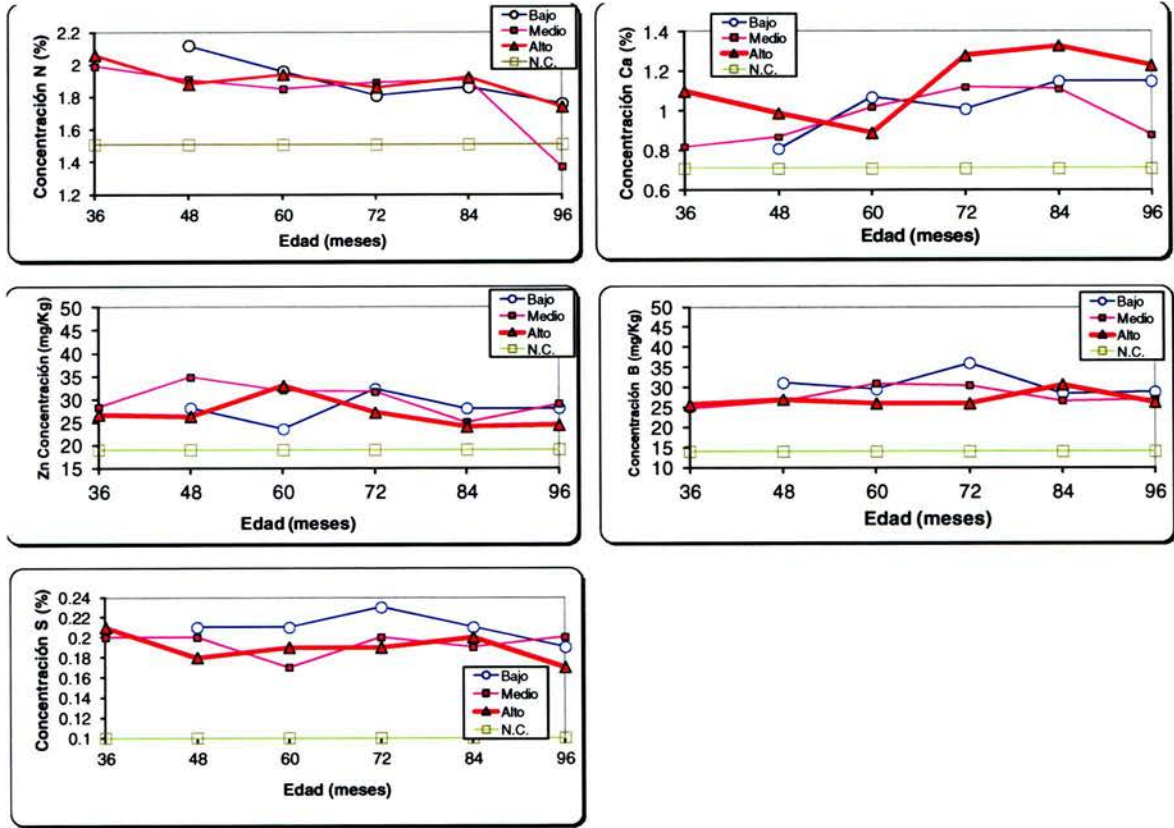 Concentración N (%)
2.2
2
1.8
1.6
1.4
1.2
36 48 60 72 84 96
Edad (meses)
Bajo
Medio
Alto
N.C.
Concentración Ca (%)
1.4
1.2
1
0.8
0.6
36 48 60 72 84 96
Edad (meses)
Bajo
Medio
Alto
N.C.
Zn Concentración (mg/Kg)
50
45
40
35
30
25
20
15
36 48 60 72 84 96
Edad (meses)
Bajo
Medio
Alto
N.C.
Concentración B (mg/Kg)
50
45
40
35
30
25
20
15
10
36 48 60 72 84 96
Edad (meses)
Bajo
Medio
Alto
N.C.
Concentración S (%)
0.24
0.22
0.2
0.18
0.16
0.14
0.12
0.1
36 48 60 72 84 96
Edad (meses)
Bajo
Medio
Alto
N.C.